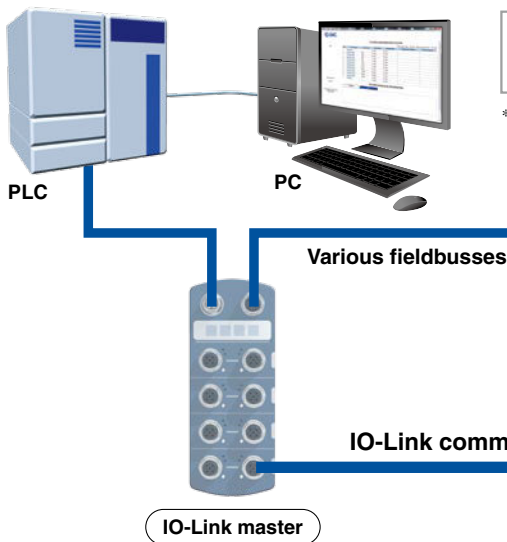 *
PLC
PC
Various fieldbusses
IO-Link comm
IO-Link master